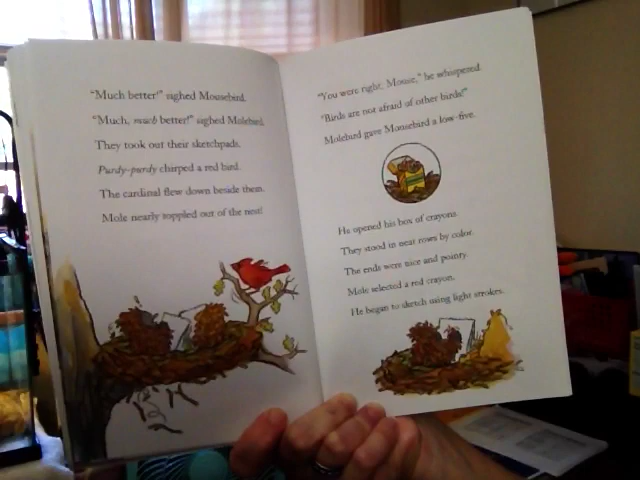 "Much better!" sighed Mousebird.
"Much, much better!" sighed Molebird.
They took out their sketchpads.
Purdy-purdy chirped a red bird.
The cardinal flew down beside them.
Mole nearly toppled out of the nest!
"You were right, Mouse," he whispered.
"Birds are not afraid of other birds!"
Molebird gave Mousebird a low-five.
He opened his box of crayons.
They stood in neat rows by color.
The ends were nice and pointy.
Mole selected a red crayon.
He began to sketch using light strokes.